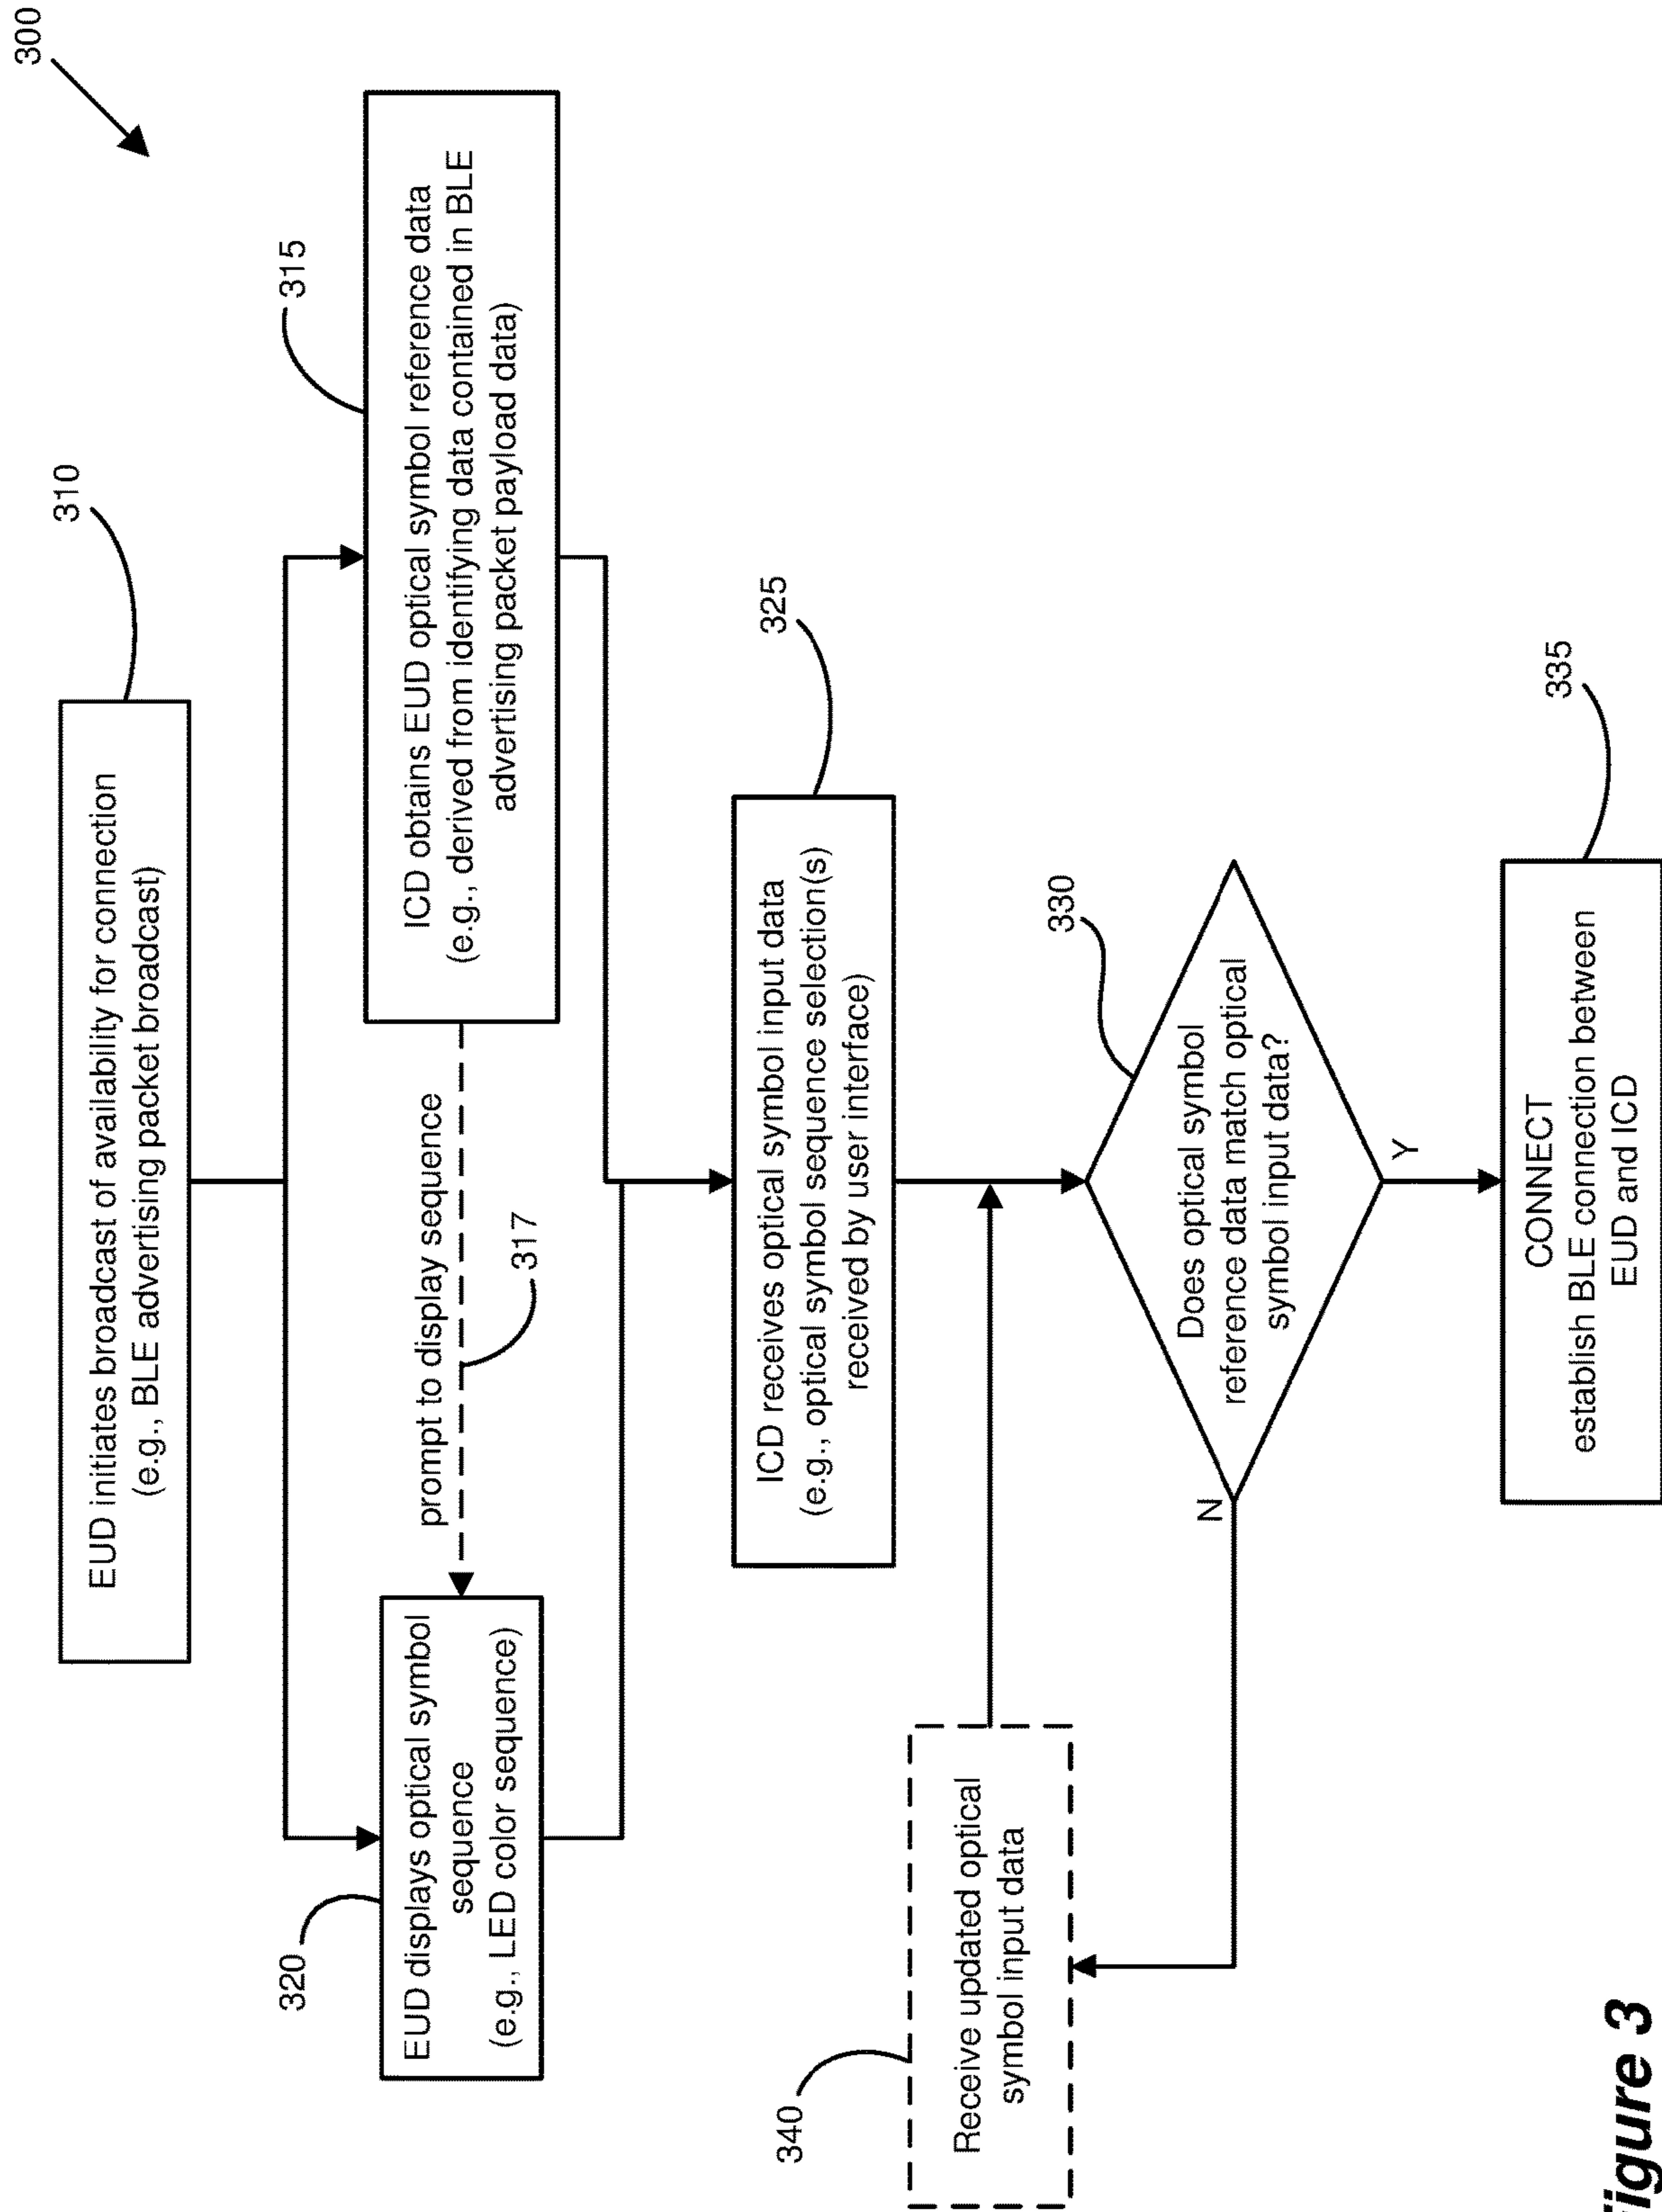 300
310
EUD initiates broadcast of availability for connection
(e.g., BLE advertising packet broadcast)
320
EUD displays optical symbol
sequence
(e.g., LED color sequence)
prompt to display sequence
317
315
ICD obtains EUD optical symbol reference data
(e.g., derived from identifying data contained in BLE
advertising packet payload data)
325
ICD receives optical symbol input data
(e.g., optical symbol sequence selection(s)
received by user interface)
340
Receive updated optical
symbol input data
330
Does optical symbol
reference data match optical
symbol input data?
N
Y
335
CONNECT
establish BLE connection between
EUD and ICD
Figure 3